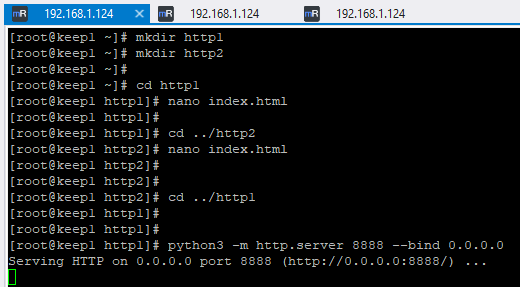 mR 192.168.1.124 mR 192.168.1.124 mR 192.168.1.124
[root@keep1 ~]# mkdir http1
[root@keep1 ~]# mkdir http2
[root@keep1 ~]#
[root@keep1 ~]# cd http1
[root@keep1 http1]# nano index.html
[root@keep1 http1]#
[root@keep1 http1]# cd ../http2
[root@keep1 http2]# nano index.html
[root@keep1 http2]#
[root@keep1 http2]#
[root@keep1 http2]# cd ../http1
[root@keep1 http1]#
[root@keep1 http1]#
[root@keep1 http1]# python3 -m http.server 8888 --bind 0.0.0.0
Serving HTTP on 0.0.0.0 port 8888 (http://0.0.0.0:8888/) ...